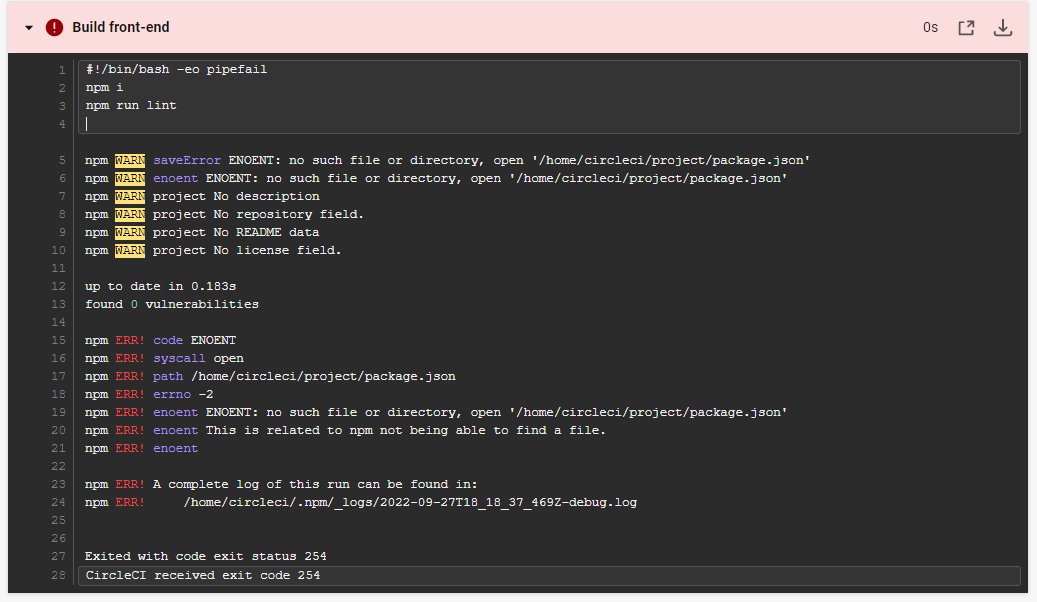 Build front-end
0s
1 #!/bin/bash -eo pipefail
2 npm i
3 npm run lint
4
5 npm WARN saveError ENOENT: no such file or directory, open '/home/circleci/project/package.json'
6 npm WARN enoent ENOENT: no such file or directory, open '/home/circleci/project/package.json'
7 npm WARN project No description
8 npm WARN project No repository field.
9 npm WARN project No README data
10 npm WARN project No license field.
11
12 up to date in 0.183s
13 found 0 vulnerabilities
14
15 npm ERR! code ENOENT
16 npm ERR! syscall open
17 npm ERR! path /home/circleci/project/package.json
18 npm ERR! errno -2
19 npm ERR! enoent ENOENT: no such file or directory, open '/home/circleci/project/package.json'
20 npm ERR! enoent This is related to npm not being able to find a file.
21 npm ERR! enoent
22
23 npm ERR! A complete log of this run can be found in:
24 npm ERR!     /home/circleci/.npm/_logs/2022-09-27T18_18_37_469Z-debug.log
25
26
27 Exited with code exit status 254
28 CircleCI received exit code 254